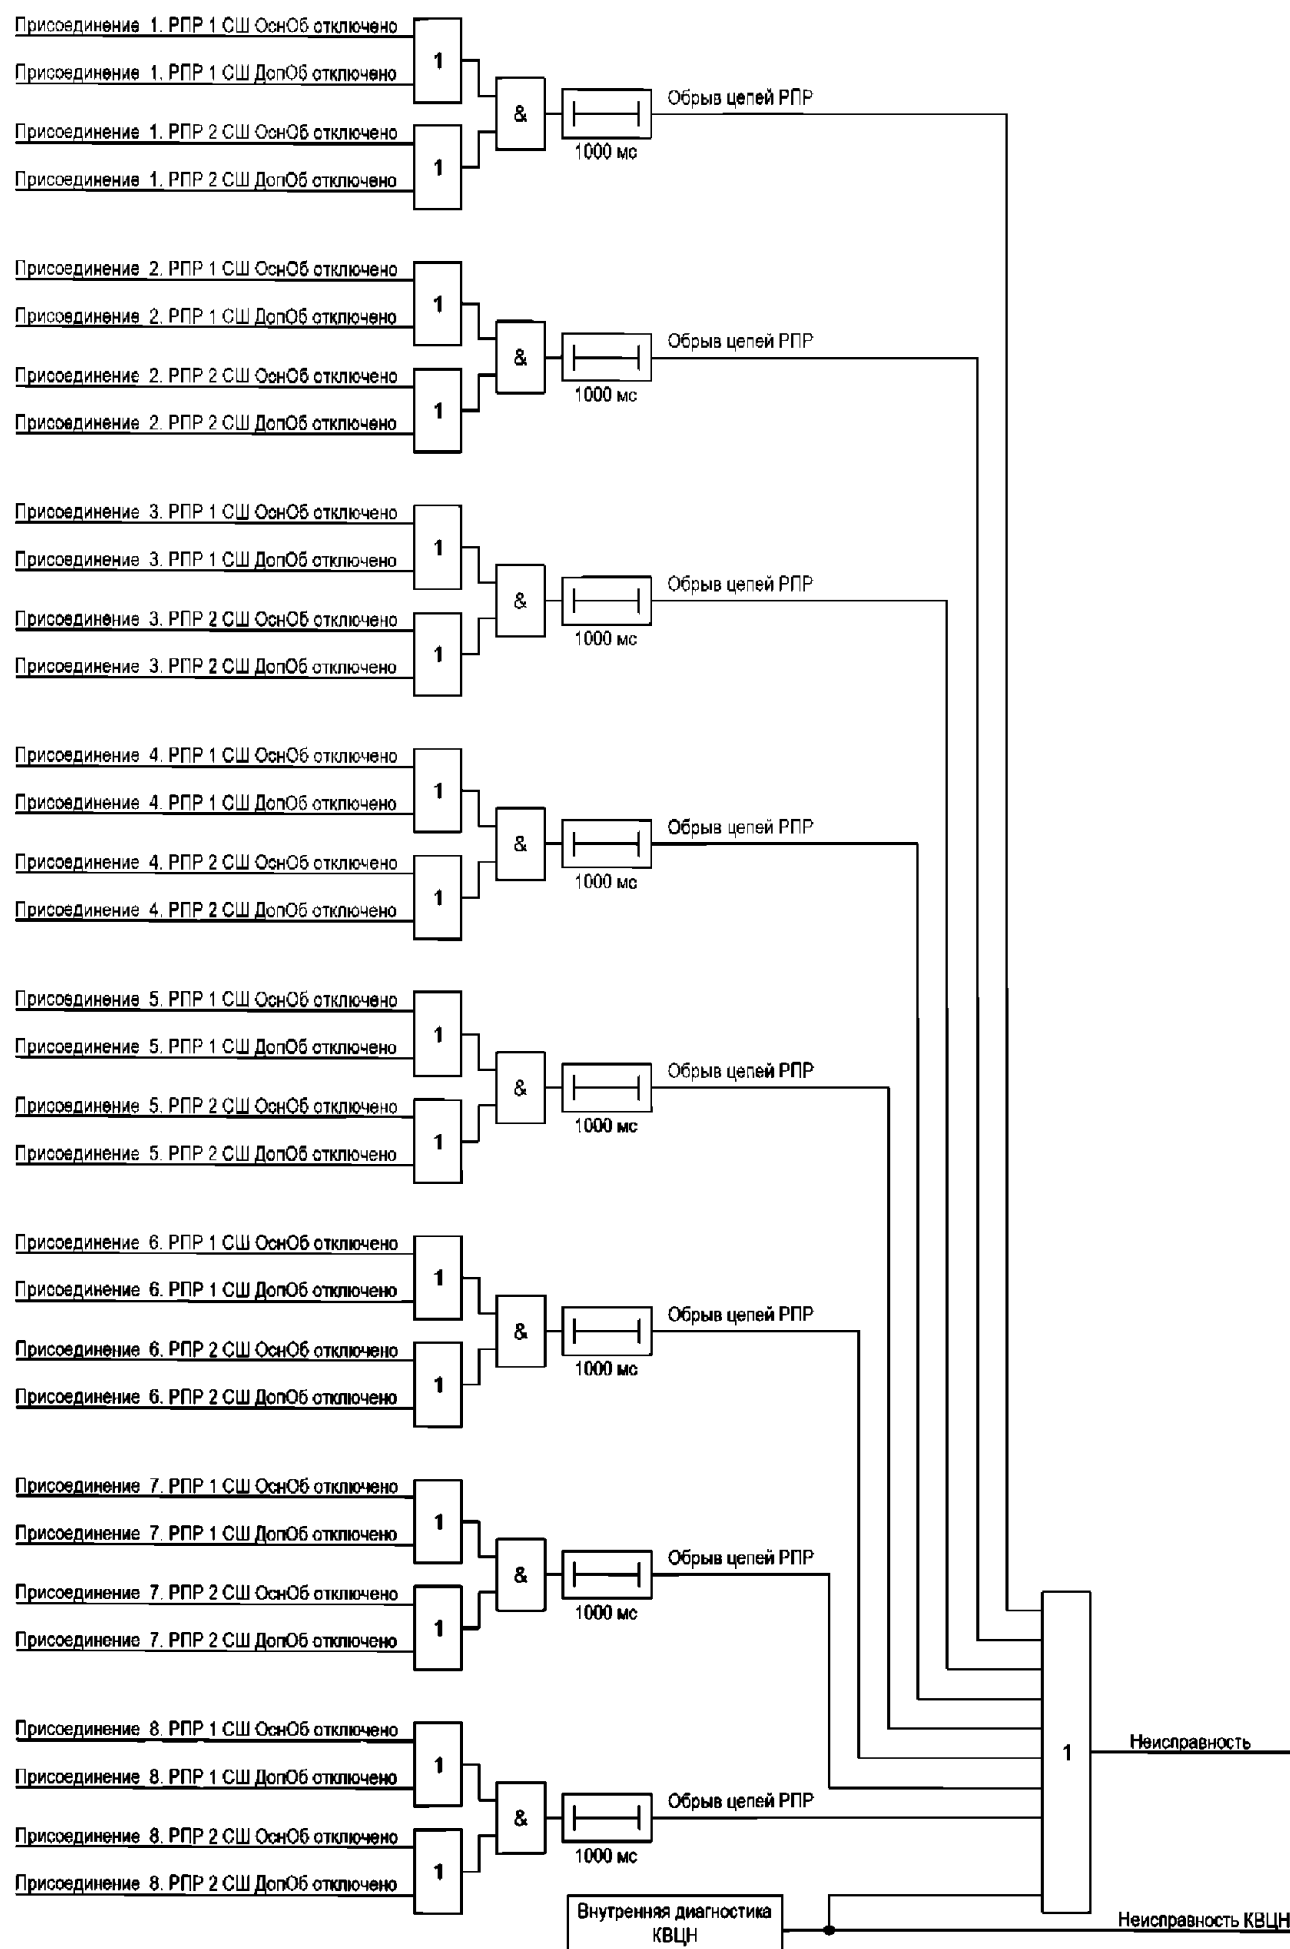 Присоединение 1. РПР 1 СШ ОснОб отключено
1
Присоединение 1. РПР 1 СШ ДопОб отключено
&
Обрыв цепей РПР
1000 мс
Присоединение 1. РПР 2 СШ ОснОб отключено
1
Присоединение 1. РПР 2 СШ ДопОб отключено
Присоединение 2. РПР 1 СШ ОснОб отключено
1
Присоединение 2. РПР 1 СШ ДопОб отключено
&
Обрыв цепей РПР
1000 мс
Присоединение 2. РПР 2 СШ ОснОб отключено
1
Присоединение 2. РПР 2 СШ ДопОб отключено
Присоединение 3. РПР 1 СШ ОснОб отключено
1
Присоединение 3. РПР 1 СШ ДопОб отключено
&
Обрыв цепей РПР
1000 мс
Присоединение 3. РПР 2 СШ ОснОб отключено
1
Присоединение 3. РПР 2 СШ ДопОб отключено
Присоединение 4. РПР 1 СШ ОснОб отключено
1
Присоединение 4. РПР 1 СШ ДопОб отключено
&
Обрыв цепей РПР
1000 мс
Присоединение 4. РПР 2 СШ ОснОб отключено
1
Присоединение 4. РПР 2 СШ ДопОб отключено
Присоединение 5. РПР 1 СШ ОснОб отключено
1
Присоединение 5. РПР 1 СШ ДопОб отключено
&
Обрыв цепей РПР
1000 мс
Присоединение 5. РПР 2 СШ ОснОб отключено
1
Присоединение 5. РПР 2 СШ ДопОб отключено
Присоединение 6. РПР 1 СШ ОснОб отключено
1
Присоединение 6. РПР 1 СШ ДопОб отключено
&
Обрыв цепей РПР
1000 мс
Присоединение 6. РПР 2 СШ ОснОб отключено
1
Присоединение 6. РПР 2 СШ ДопОб отключено
Присоединение 7. РПР 1 СШ ОснОб отключено
1
Присоединение 7. РПР 1 СШ ДопОб отключено
&
Обрыв цепей РПР
1000 мс
Присоединение 7. РПР 2 СШ ОснОб отключено
1
Присоединение 7. РПР 2 СШ ДопОб отключено
Присоединение 8. РПР 1 СШ ОснОб отключено
1
Присоединение 8. РПР 1 СШ ДопОб отключено
&
Обрыв цепей РПР
1000 мс
Присоединение 8. РПР 2 СШ ОснОб отключено
1
Присоединение 8. РПР 2 СШ ДопОб отключено
1
Неисправность
Внутренняя диагностика
КВЦН
Неисправность КВЦН